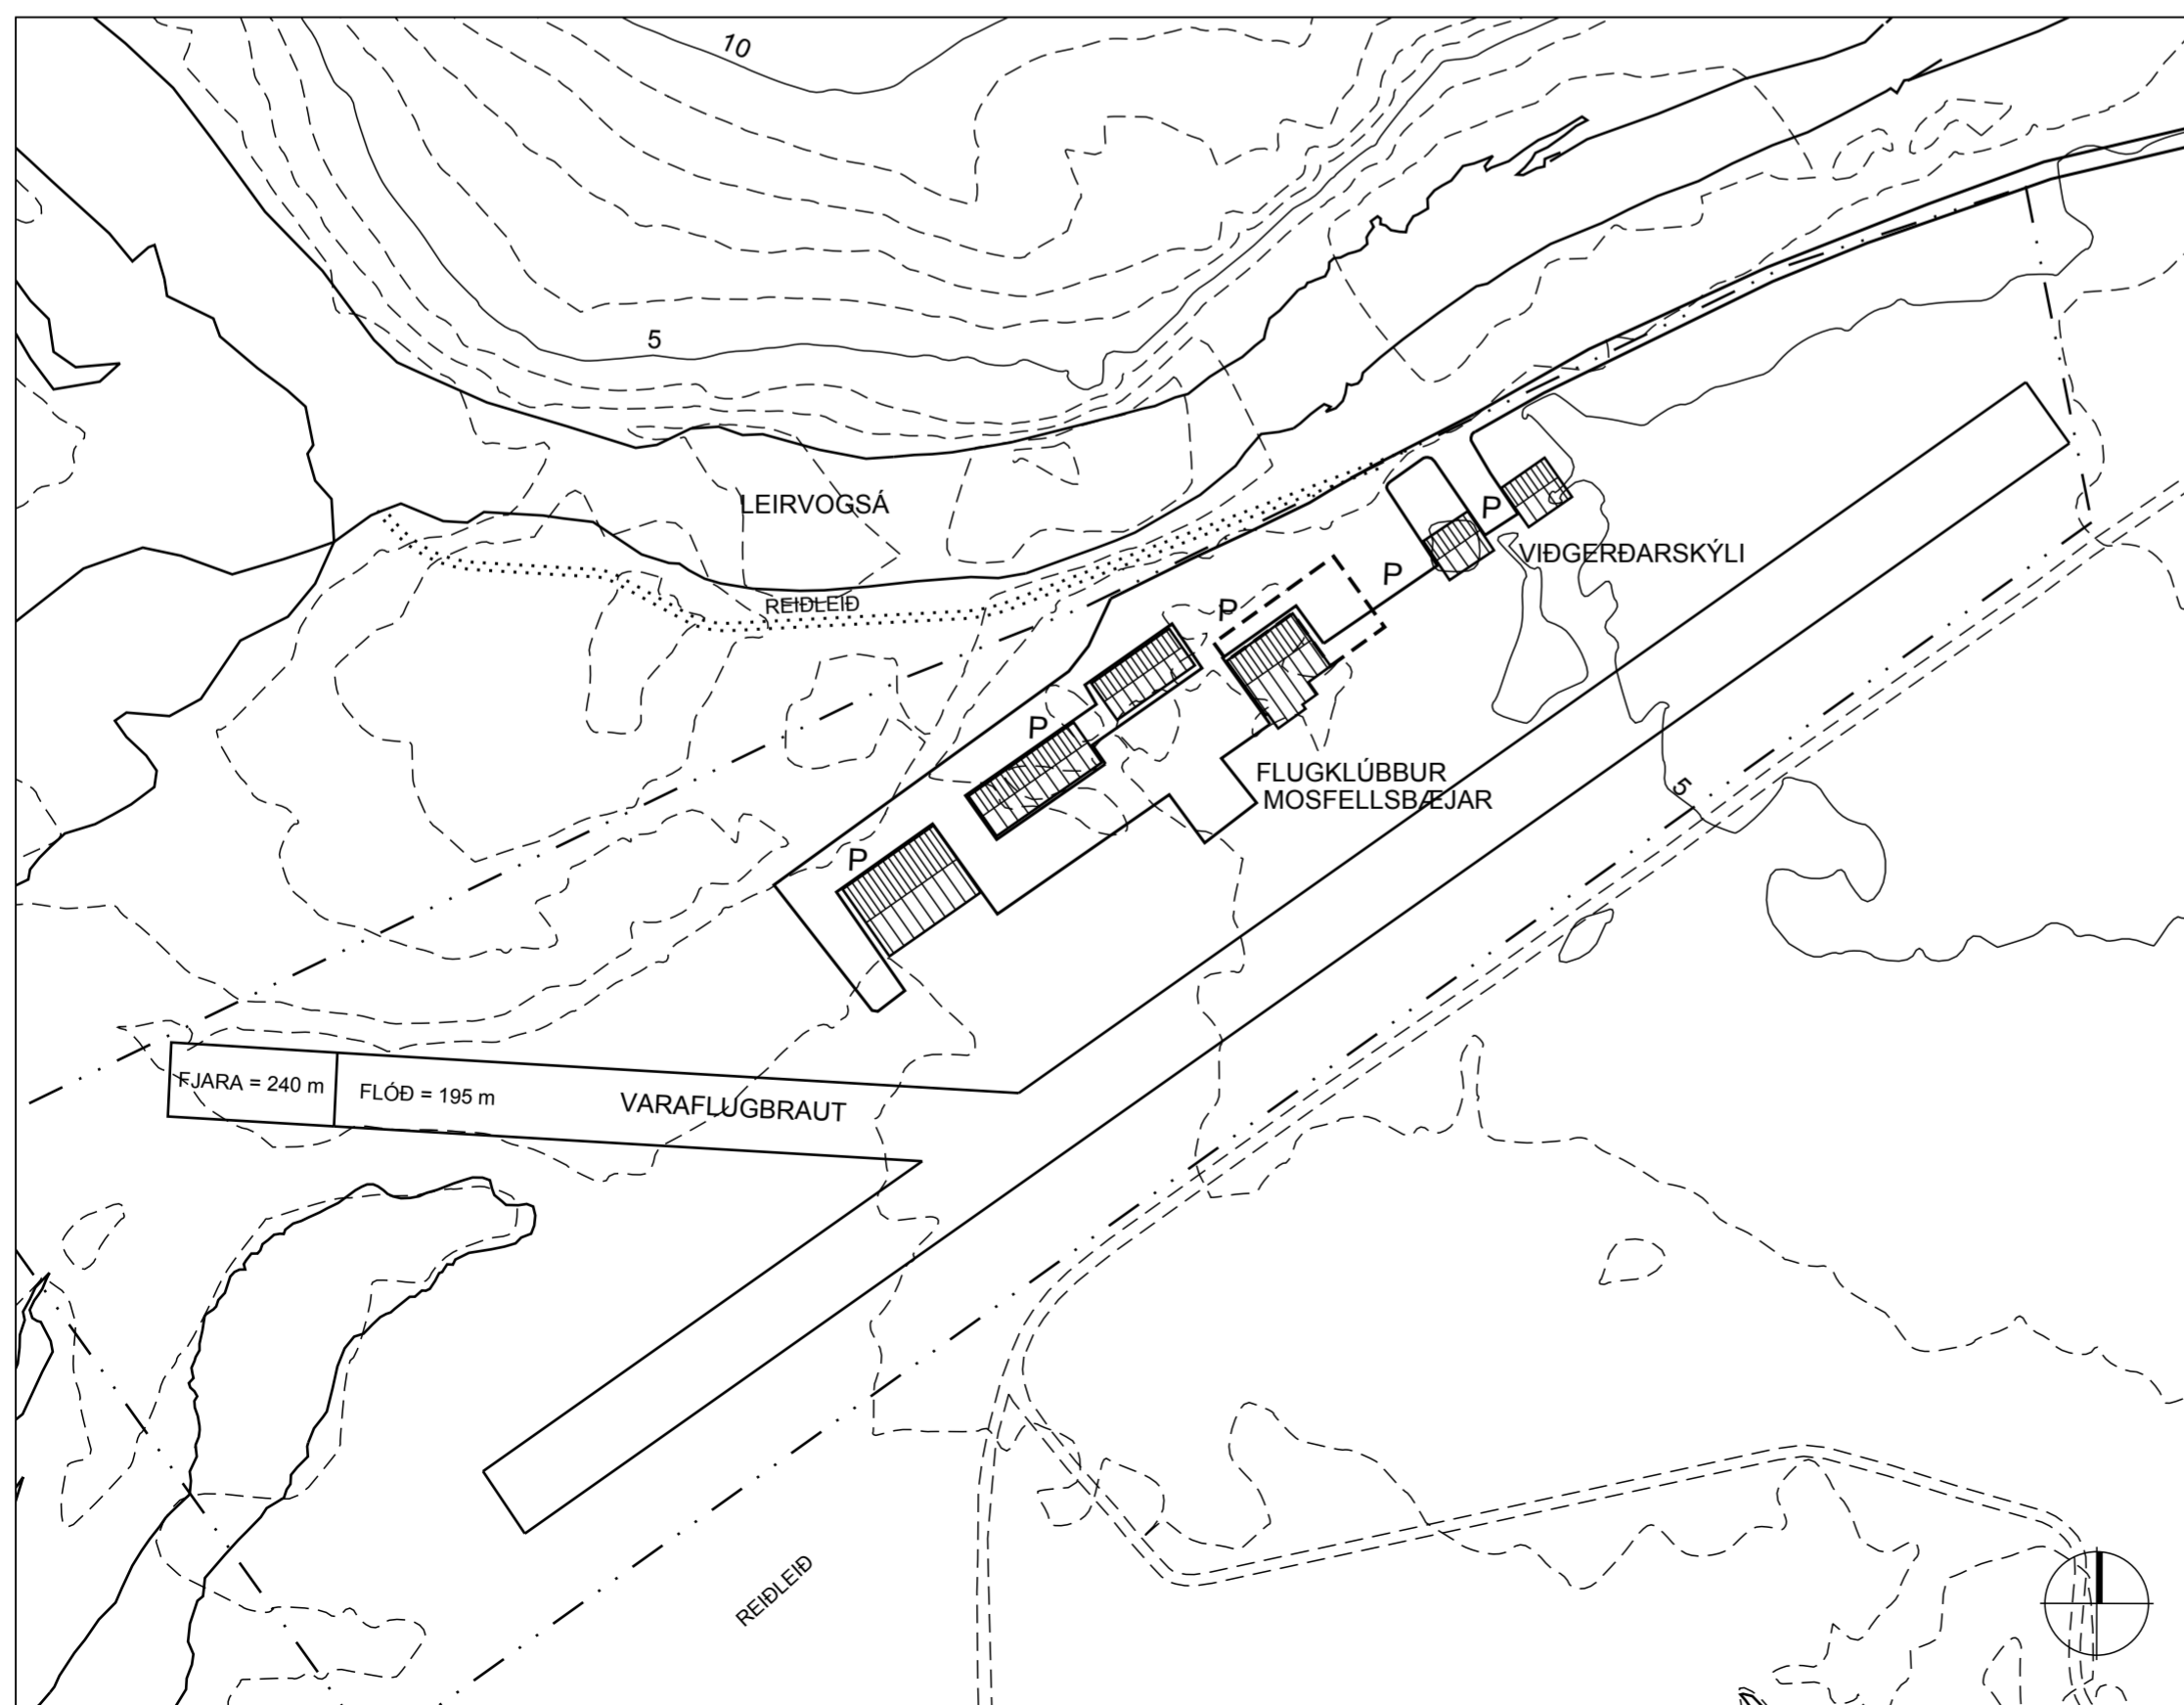 10
5
LEIRVOGSÁ
P
VIÐGERÐARSKÝLI
P
REIÐLEIÐ
P
P
FLUGKLÚBBUR
MOSFELLSBÆJAR
5
P
FJARA = 240 m
FLÓÐ = 195 m
VARAFLUGBRAUT
REIÐLEIÐ